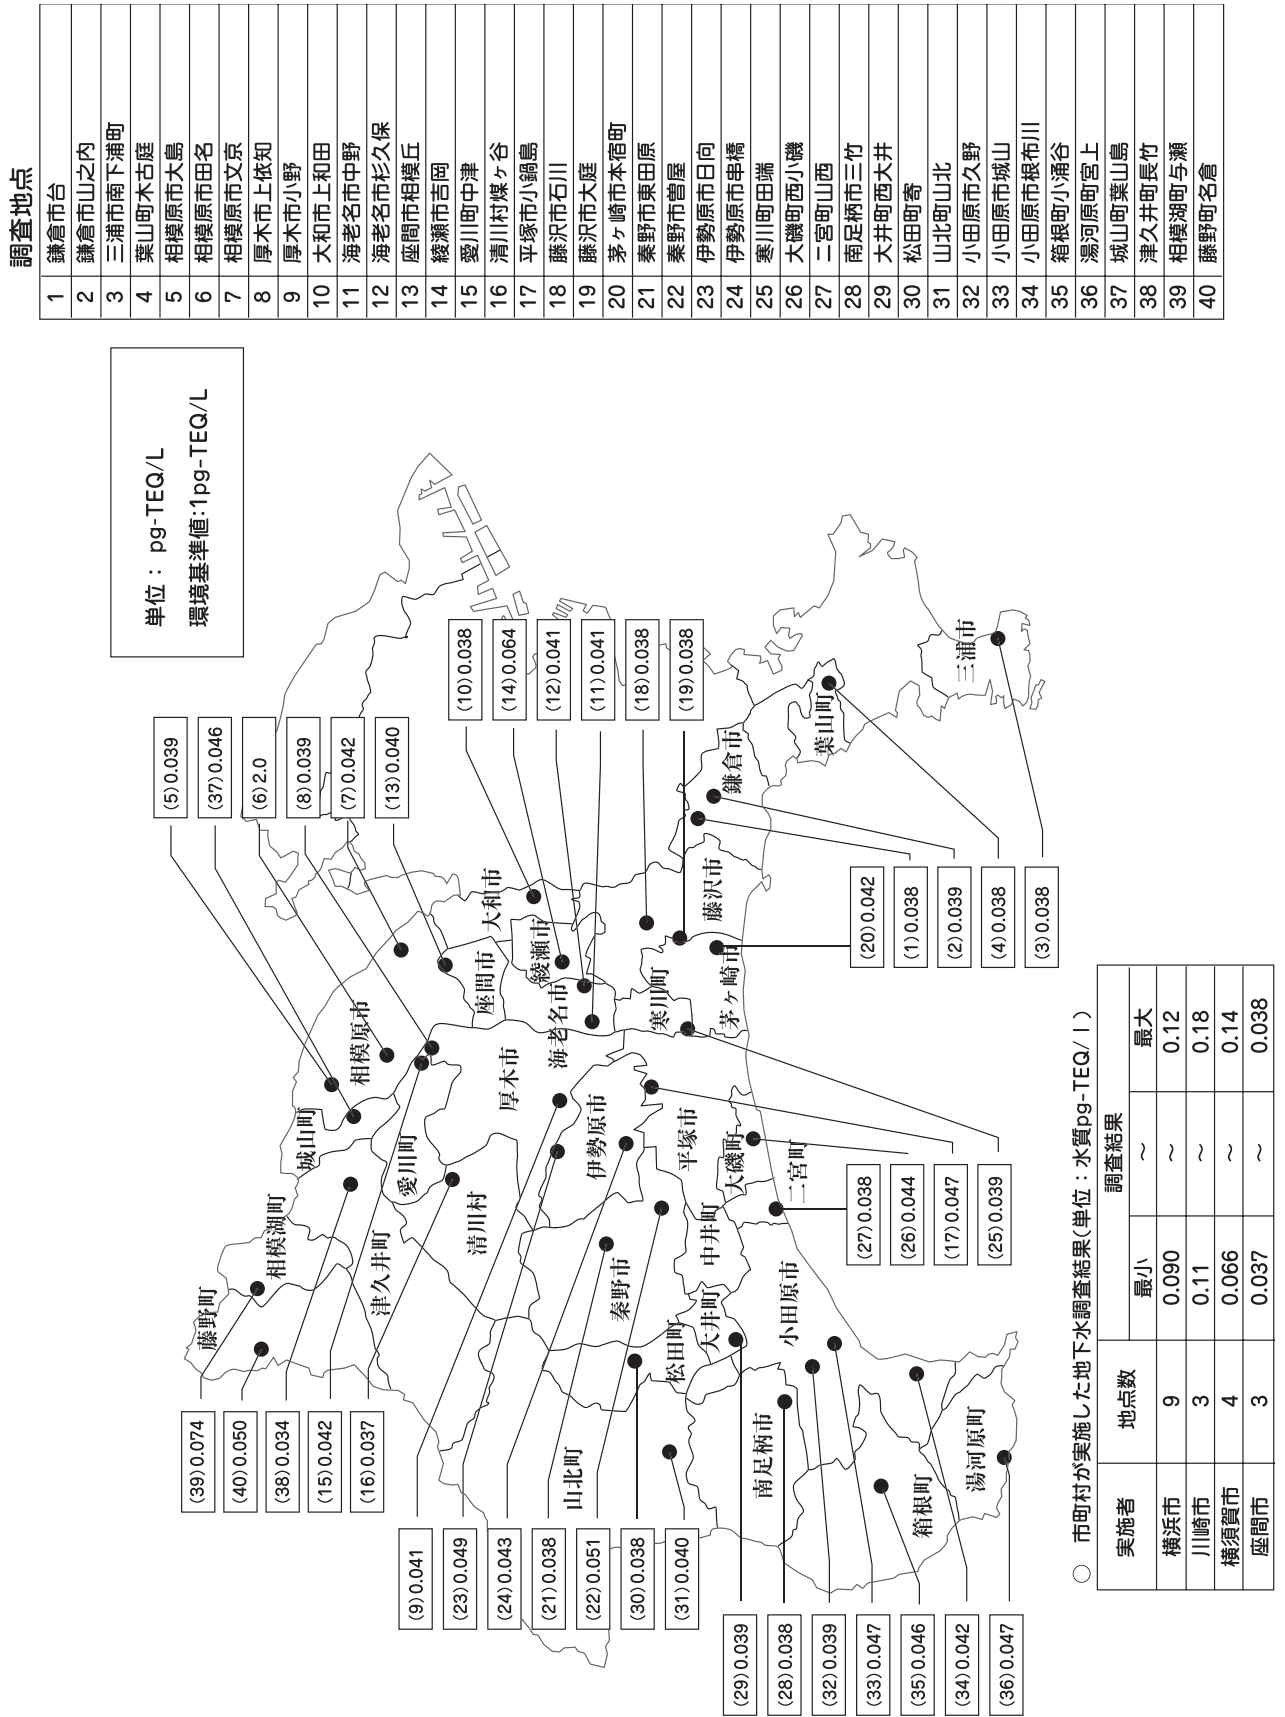 調査地点
1 鎌倉市台
2 鎌倉市山之内
3 三浦市南下浦町
4 葉山町木古庭
5 相模原市大島
6 相模原市田名
7 相模原市文京
8 厚木市上依知
9 厚木市小野
10 大和市上和田
11 海老名市中野
12 海老名市杉久保
13 座間市相模丘
14 綾瀬市吉岡
15 愛川町中津
16 清川村煤ヶ谷
17 平塚市小鍋島
18 藤沢市石川
19 藤沢市大庭
20 茅ヶ崎市本宿町
21 秦野市東田原
22 秦野市曽屋
23 伊勢原市日向
24 伊勢原市串橋
25 寒川町田端
26 大磯町西小磯
27 二宮町山西
28 南足柄市三竹
29 大井町西大井
30 松田町寄
31 山北町山北
32 小田原市久野
33 小田原市城山
34 小田原市根布川
35 箱根町小涌谷
36 湯河原町宮上
37 城山町葉山島
38 津久井町長竹
39 相模湖町与瀬
40 藤野町名倉
単位：pg-TEQ/L
環境基準値:1pg-TEQ/L
(5)0.039
(37)0.046
(6)2.0
(8)0.039
(7)0.042
(13)0.040
(10)0.038
(14)0.064
(12)0.041
(11)0.041
(18)0.038
(19)0.038
(20)0.042
(1)0.038
(2)0.039
(4)0.038
(3)0.038
(39)0.074
(40)0.050
(38)0.034
(15)0.042
(16)0.037
(9)0.041
(23)0.049
(24)0.043
(21)0.038
(22)0.051
(30)0.038
(31)0.040
(27)0.038
(26)0.044
(17)0.047
(25)0.039
(29)0.039
(28)0.038
(32)0.039
(33)0.047
(35)0.046
(34)0.042
(36)0.047
藤野町
相模湖町
城山町
相模原市
津久井町
愛川町
清川村
厚木市
座間市
大和市
綾瀬市
海老名市
伊勢原市
秦野市
山北町
松田町
大井町
中井町
平塚市
大磯町
二宮町
寒川町
茅ヶ崎市
藤沢市
鎌倉市
葉山町
三浦市
小田原市
南足柄市
箱根町
湯河原町
○ 市町村が実施した地下水調査結果(単位：水質pg-TEQ/ l )
実施者 地点数 調査結果
最小 最大
横浜市 9 0.090 ～ 0.12
川崎市 3 0.11 ～ 0.18
横須賀市 4 0.066 ～ 0.14
座間市 3 0.037 ～ 0.038